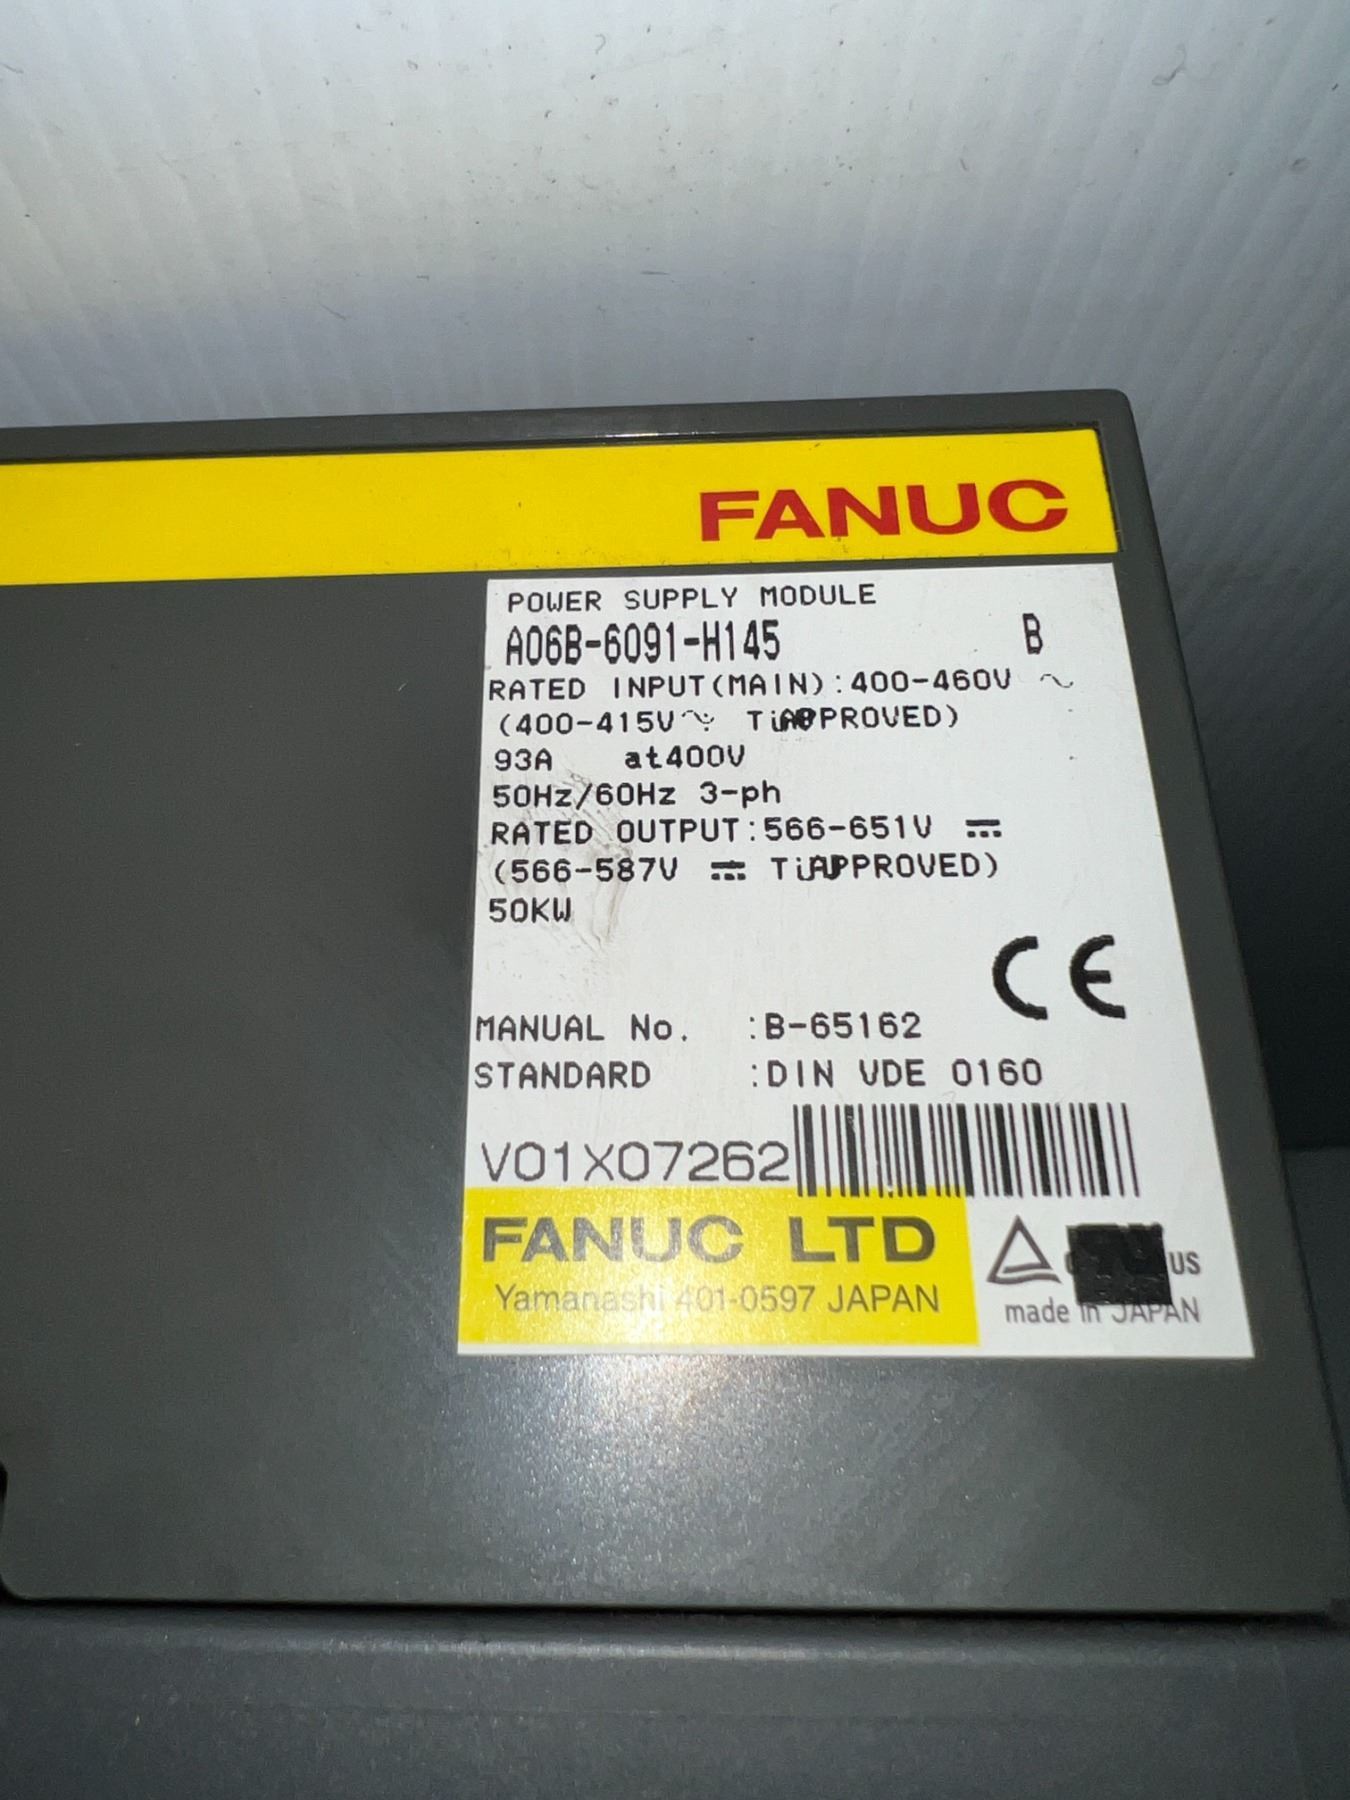 FANUC
POWER SUPPLY MODULE
A06B-6091-H145 B
RATED INPUT(MAIN):400-460V ~
(400-415V~ APPROVED)
93A at400V
50Hz/60Hz 3-ph
RATED OUTPUT:566-651V ⎓
(566-587V ⎓ APPROVED)
50KW
CE
MANUAL No. :B-65162
STANDARD :DIN VDE 0160
V01X07262
FANUC LTD
Yamanashi 401-0597 JAPAN
US
made in JAPAN